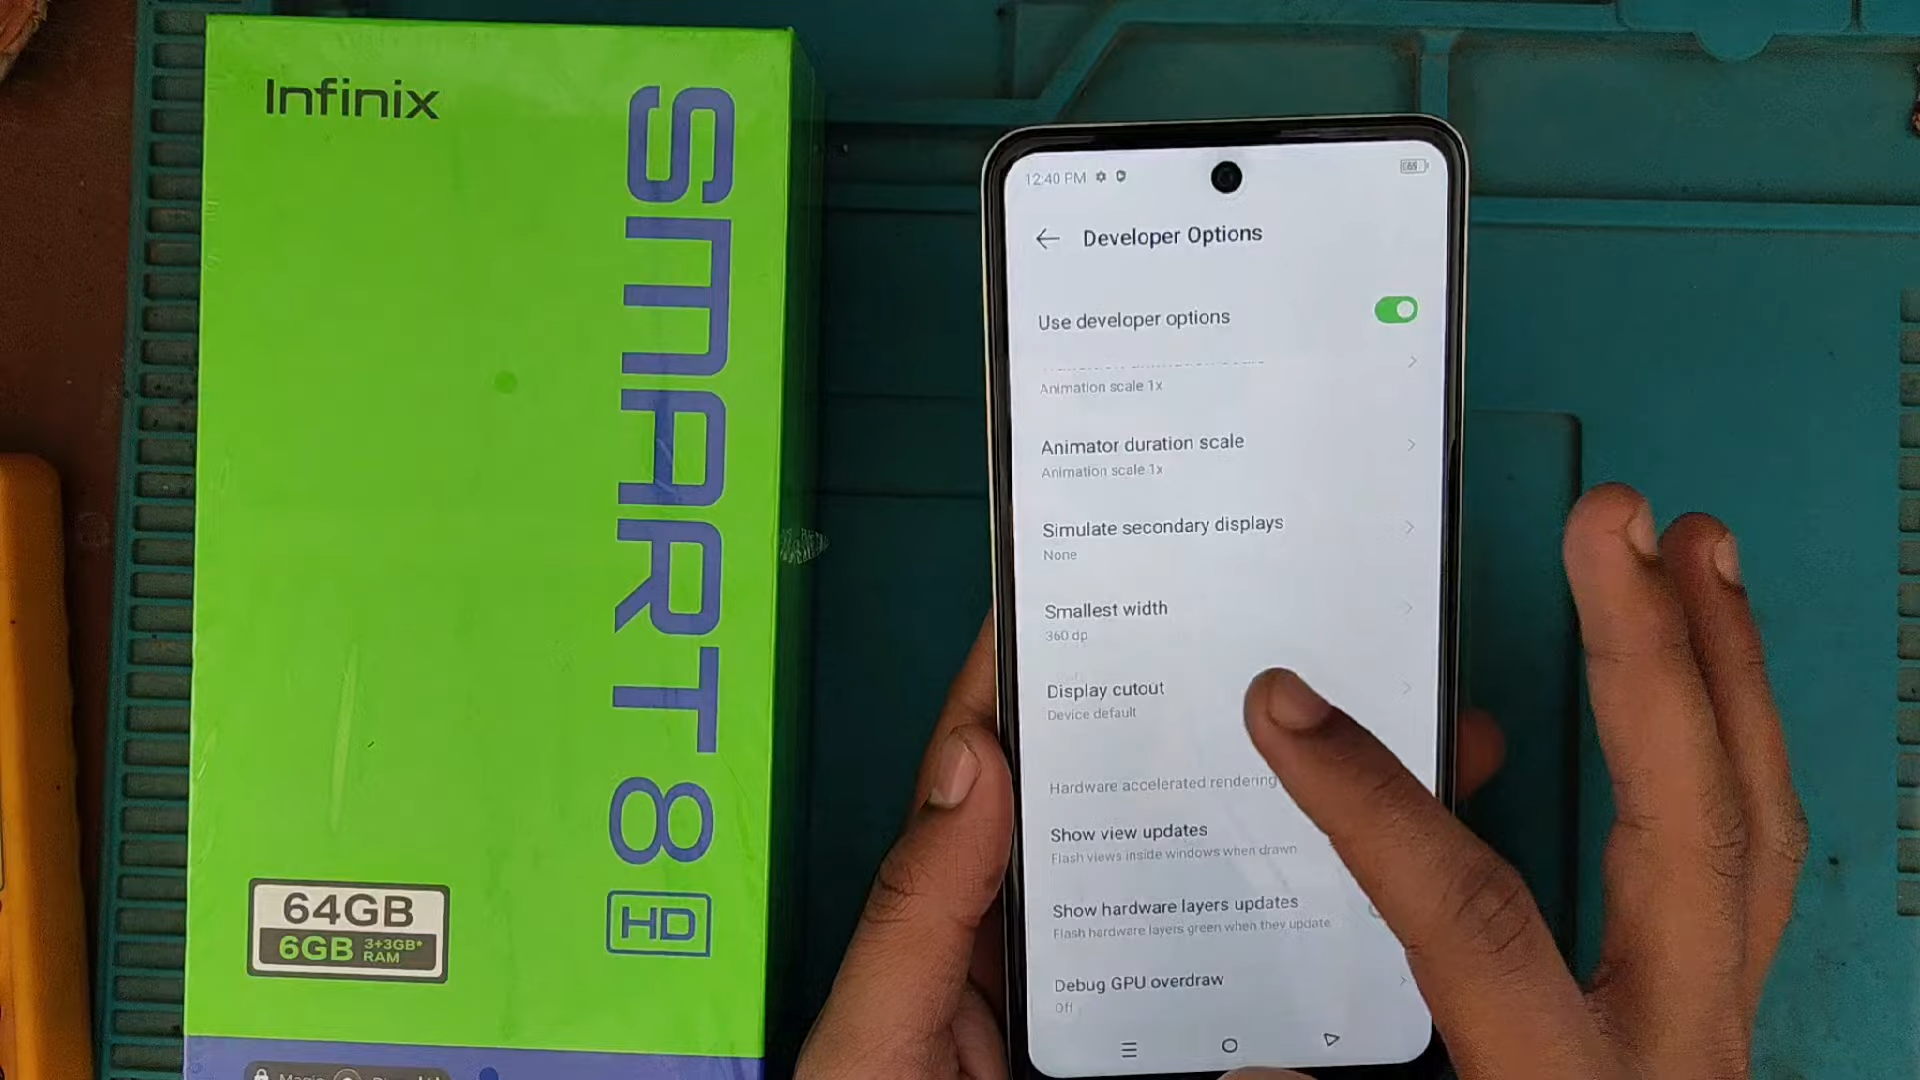 Infinix
SMART 8
HD
64GB
6GB 3+3GB*
RAM
12:40 PM
Developer Options
Use developer options
Animation scale 1x
Animator duration scale
Animation scale 1x
Simulate secondary displays
None
Smallest width
360 dp
Display cutout
Device default
Hardware accelerated rendering
Show view updates
Flash views inside windows when drawn
Show hardware layers updates
Flash hardware layers green when they update
Debug GPU overdraw
Off